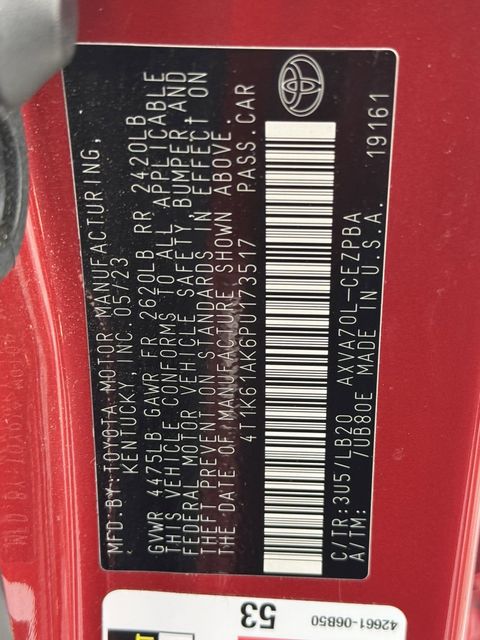 MFD.BY:TOYOTA MOTOR MANUFACTURING,
KENTUCKY, INC. 05/23
GVWR 4475LB GAWR FR 2620LB RR 2420LB
THIS VEHICLE CONFORMS TO ALL APPLICABLE
FEDERAL MOTOR VEHICLE SAFETY, BUMPER AND
THEFT PREVENTION STANDARDS IN EFFECT ON
THE DATE OF MANUFACTURE SHOWN ABOVE.
4T1K61AK6PU173517 PASS.CAR
C/TR:3U5/LB20 AXVA70L-CEZPBA
A/TM: 7UB80E MADE IN U.S.A. 19161
53
42661-06B50